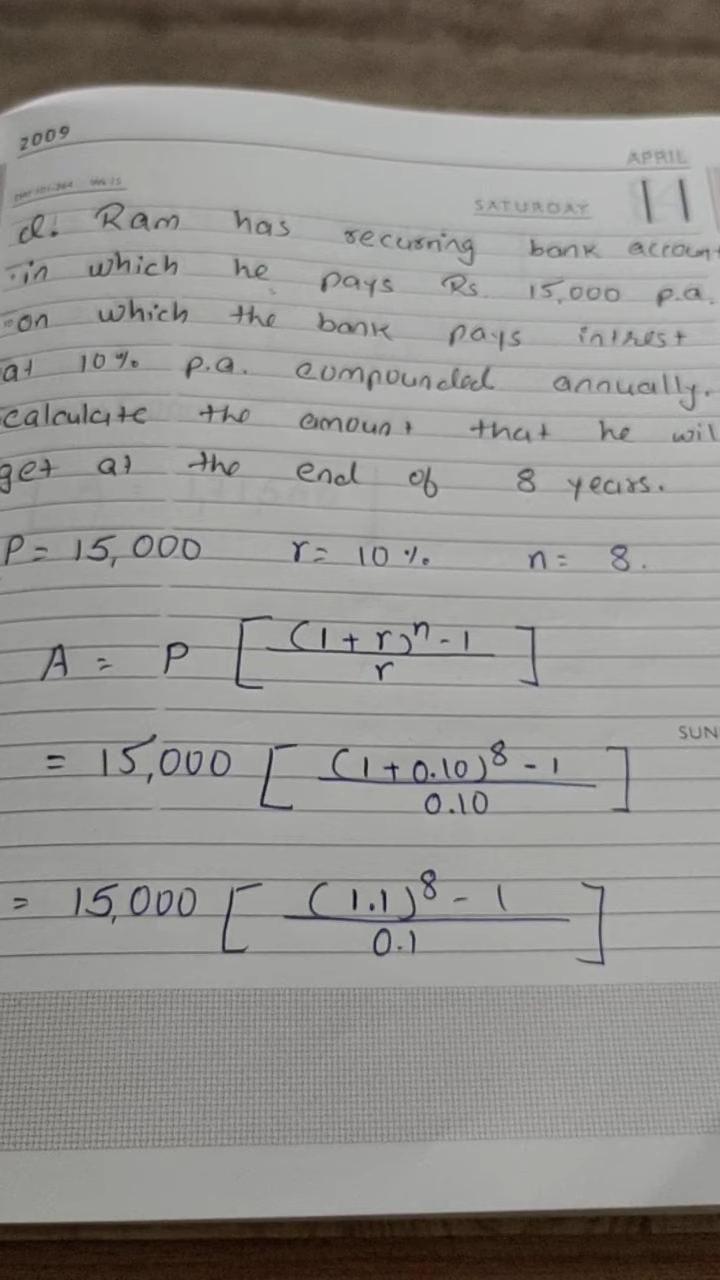 2009
APRIL
SATURDAY 11
d. Ram has recurring bank account
in which he pays Rs. 15,000 p.a.
on which the bank pays intrest
at 10% p.a. compounded annually.
calculate the amount that he wil
get at the end of 8 years.
P = 15,000 r = 10 % n = 8.
A = P [ (1 + r)ⁿ - 1 / r ]
SUN
= 15,000 [ (1 + 0.10)⁸ - 1 / 0.10 ]
= 15,000 [ (1.1)⁸ - 1 / 0.1 ]